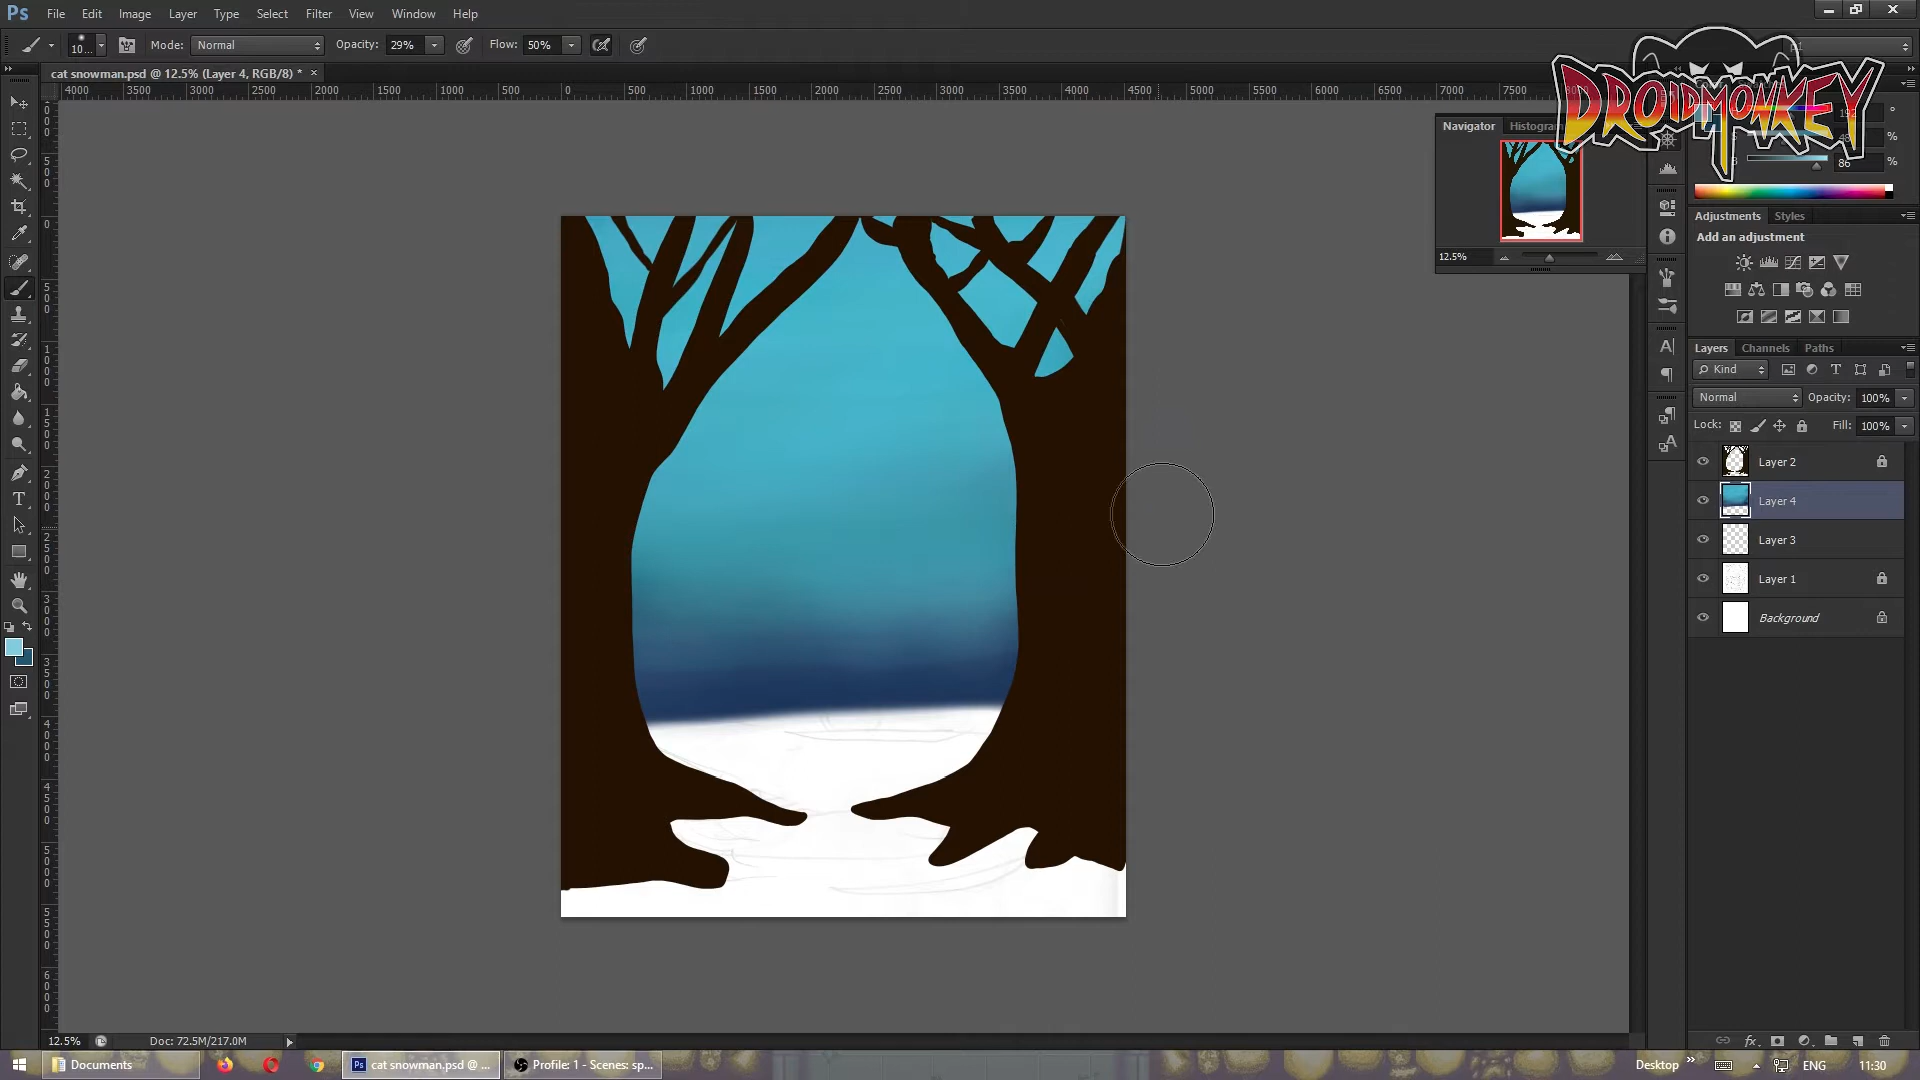 Ps File Edit Image Layer Type Select Filter View Window Help
10... Mode: Normal Opacity: 29% Flow: 50%
DROIDMONKEY
cat snowman.psd @ 12.5% (Layer 4, RGB/8) * ×
4000 3500 3000 2500 2000 1500 1000 500 0 500 1000 1500 2000 2500 3000 3500 4000 4500 5000 5500 6000 6500 7000 7500
Navigator Histogram
%
86 %
12.5%
Adjustments Styles
Add an adjustment
Layers Channels Paths
Kind
Normal Opacity: 100%
Lock: Fill: 100%
Layer 2
Layer 4
Layer 3
Layer 1
Background
12.5% Doc: 72.5M/217.0M
Documents
cat snowman.psd @ ...
Profile: 1 - Scenes: sp...
Desktop » ENG 11:30